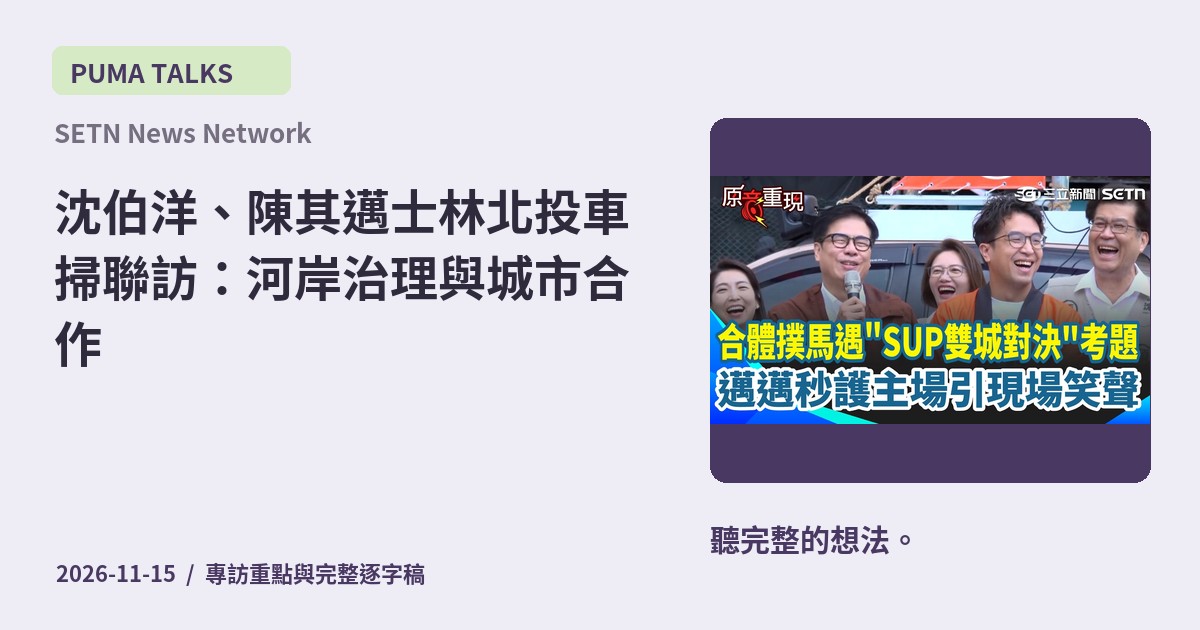 PUMA TALKS
SETN News Network
沈伯洋、陳其邁士林北投車
掃聯訪：河岸治理與城市合
作
原音重現
三立新聞 SETN
合體撲馬遇"SUP雙城對決"考題
邁邁秒護主場引現場笑聲
聽完整的想法。
2026-11-15 / 專訪重點與完整逐字稿